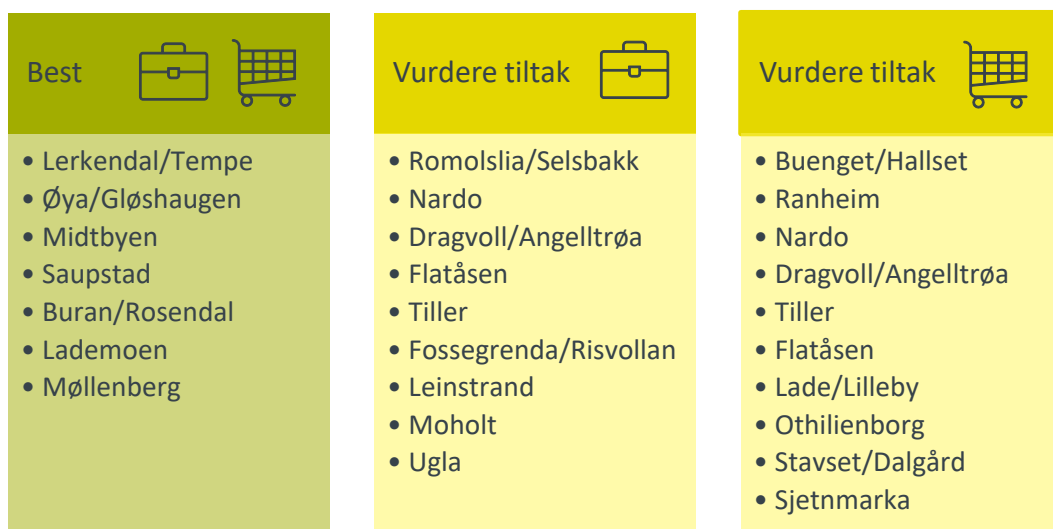 Best
• Lerkendal/Tempe
• Øya/Gløshaugen
• Midtbyen
• Saupstad
• Buran/Rosendal
• Lademoen
• Møllenberg
Vurdere tiltak
• Romolslia/Selsbakk
• Nardo
• Dragvoll/Angelltrøa
• Flatåsen
• Tiller
• Fossegrenda/Risvollan
• Leinstrand
• Moholt
• Ugla
Vurdere tiltak
• Buenget/Hallset
• Ranheim
• Nardo
• Dragvoll/Angelltrøa
• Tiller
• Flatåsen
• Lade/Lilleby
• Othilienborg
• Stavset/Dalgård
• Sjetnmarka